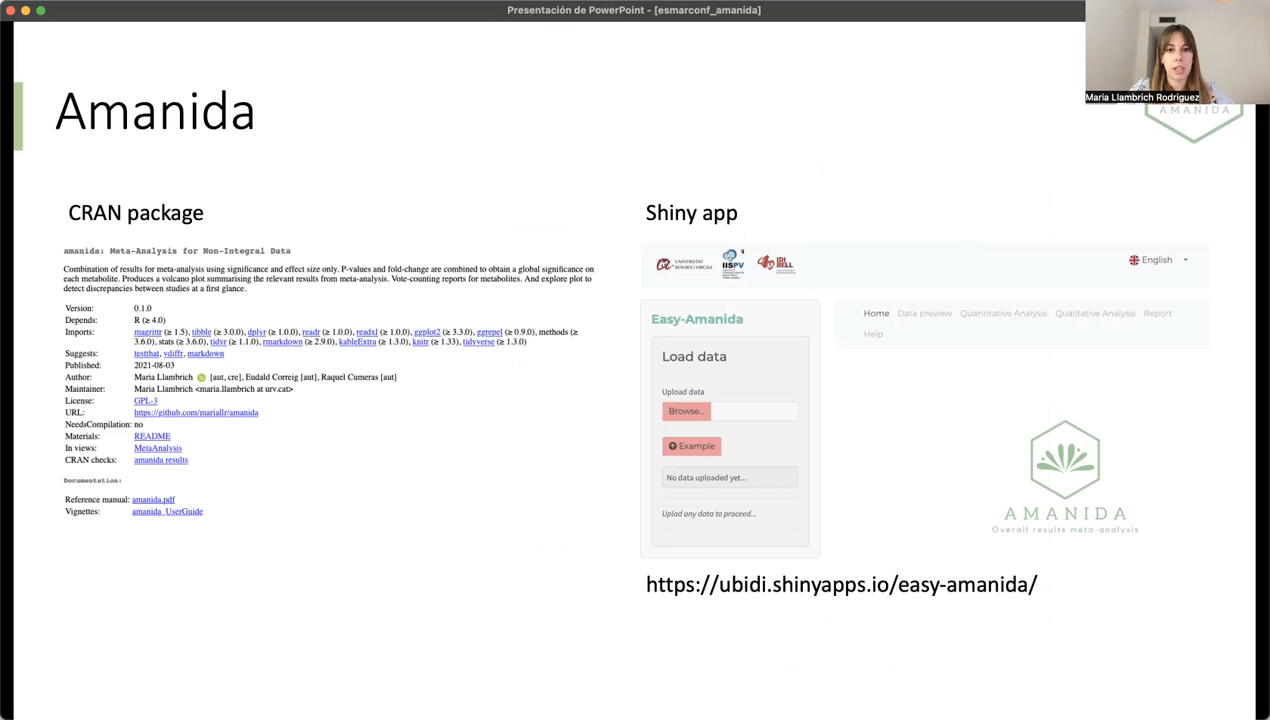 Presentación de PowerPoint - [esmarconf_amanida]
Maria Llambrich Rodriguez
AMANIDA
Amanida
CRAN package
amanida: Meta-Analysis for Non-Integral Data
Combination of results for meta-analysis using significance and effect size only. P-values and fold-change are combined to obtain a global significance on
each metabolite. Produces a volcano plot summarising the relevant results from meta-analysis. Vote-counting reports for metabolites. And explore plot to
detect discrepancies between studies at a first glance.
Version: 0.1.0
Depends: R (≥ 4.0)
Imports: magrittr (≥ 1.5), tibble (≥ 3.0.0), dplyr (≥ 1.0.0), readr (≥ 1.0.0), readxl (≥ 1.0.0), ggplot2 (≥ 3.3.0), ggrepel (≥ 0.9.0), methods (≥
3.6.0), stats (≥ 3.6.0), tidyr (≥ 1.1.0), rmarkdown (≥ 2.9.0), kableExtra (≥ 1.3.0), knitr (≥ 1.33), tidyverse (≥ 1.3.0)
Suggests: testthat, vdiffr, markdown
Published: 2021-08-03
Author: Maria Llambrich [aut, cre], Eudald Correig [aut], Raquel Cumeras [aut]
Maintainer: Maria Llambrich <maria.llambrich at urv.cat>
License: GPL-3
URL: https://github.com/mariallr/amanida
NeedsCompilation: no
Materials: README
In views: MetaAnalysis
CRAN checks: amanida results
Documentation:
Reference manual: amanida.pdf
Vignettes: amanida_UserGuide
Shiny app
UNIVERSITAT
ROVIRA I VIRGILI
IISPV
IDI
BELL
English
Easy-Amanida
Load data
Upload data
Browse...
Example
No data uploaded yet...
Uplad any data to proceed...
Home Data preview Quantitative Analysis Qualitative Analysis Report
Help
AMANIDA
Overall results meta-analysis
https://ubidi.shinyapps.io/easy-amanida/